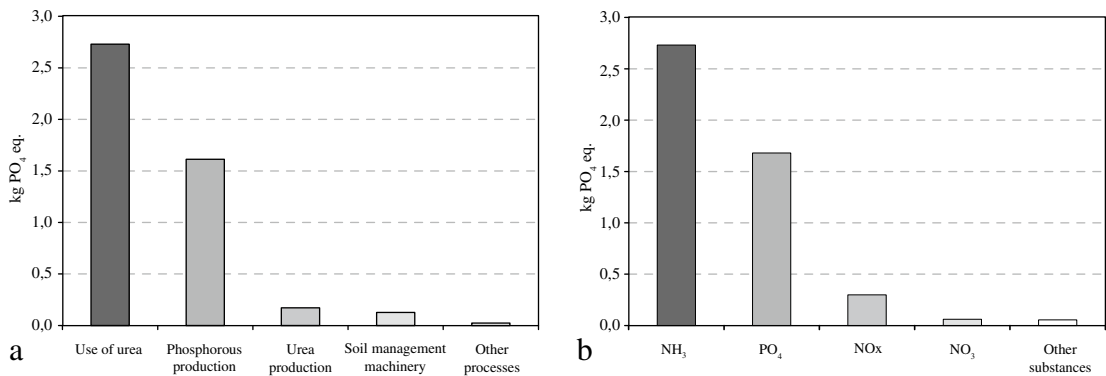 3,0
2,5
2,0
1,5
1,0
0,5
0,0
kg PO₄ eq.
Use of urea
Phosphorous
production
Urea
production
Soil management
machinery
Other
processes
a
3,0
2,5
2,0
1,5
1,0
0,5
0,0
kg PO₄ eq.
NH₃
PO₄
NOx
NO₃
Other
substances
b